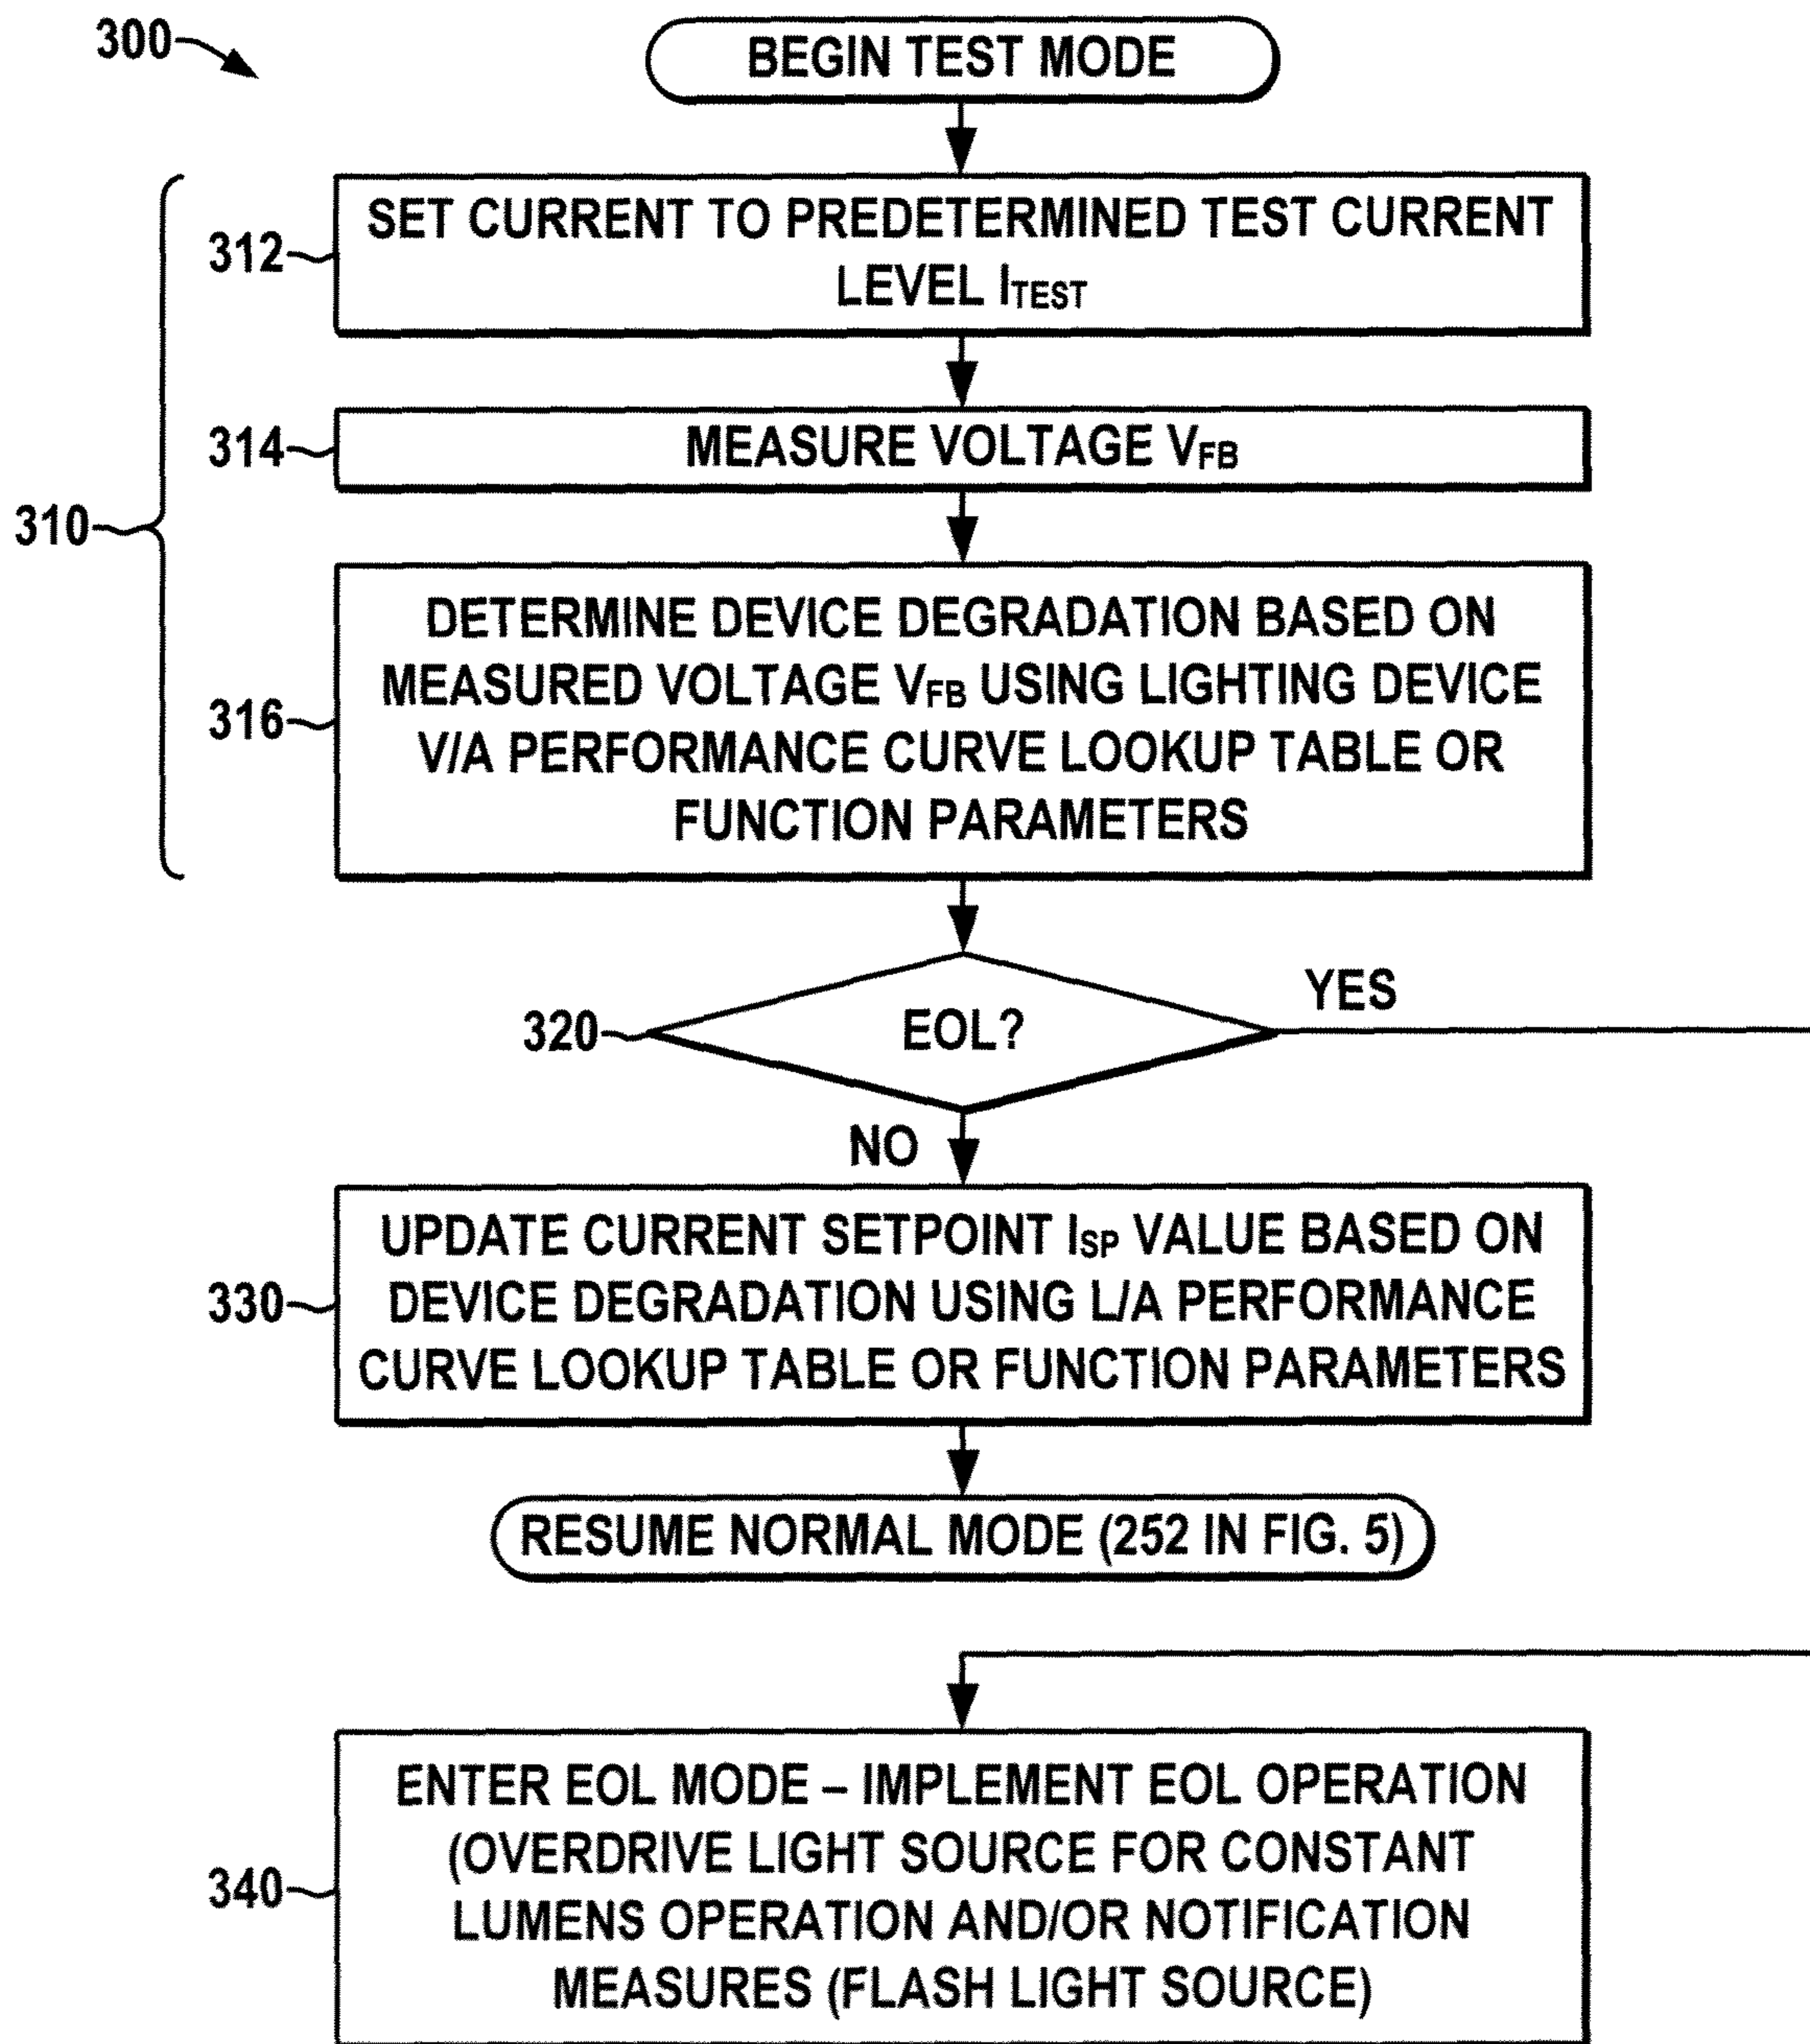 300
BEGIN TEST MODE
312
SET CURRENT TO PREDETERMINED TEST CURRENT
LEVEL ITEST
314
MEASURE VOLTAGE VFB
310
316
DETERMINE DEVICE DEGRADATION BASED ON
MEASURED VOLTAGE VFB USING LIGHTING DEVICE
V/A PERFORMANCE CURVE LOOKUP TABLE OR
FUNCTION PARAMETERS
320
EOL?
YES
NO
330
UPDATE CURRENT SETPOINT ISP VALUE BASED ON
DEVICE DEGRADATION USING L/A PERFORMANCE
CURVE LOOKUP TABLE OR FUNCTION PARAMETERS
RESUME NORMAL MODE (252 IN FIG. 5)
340
ENTER EOL MODE – IMPLEMENT EOL OPERATION
(OVERDRIVE LIGHT SOURCE FOR CONSTANT
LUMENS OPERATION AND/OR NOTIFICATION
MEASURES (FLASH LIGHT SOURCE)